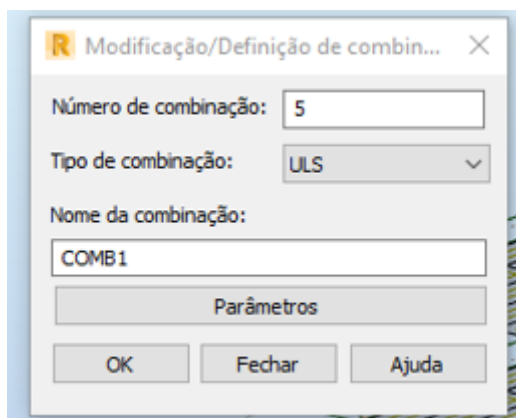 R Modificação/Definição de combin...
Número de combinação: 5
Tipo de combinação: ULS
Nome da combinação:
COMB1
Parâmetros
OK Fechar Ajuda